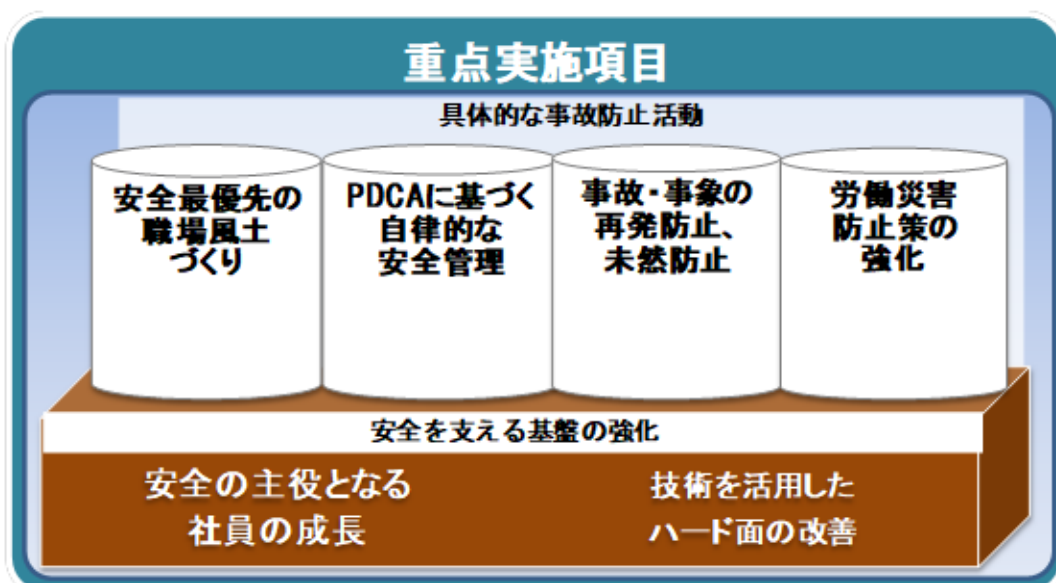 重点実施項目
具体的な事故防止活動
安全最優先の
職場風土
づくり
PDCAに基づく
自律的な
安全管理
事故・事象の
再発防止、
未然防止
労働災害
防止策の
強化
安全を支える基盤の強化
安全の主役となる
社員の成長
技術を活用した
ハード面の改善